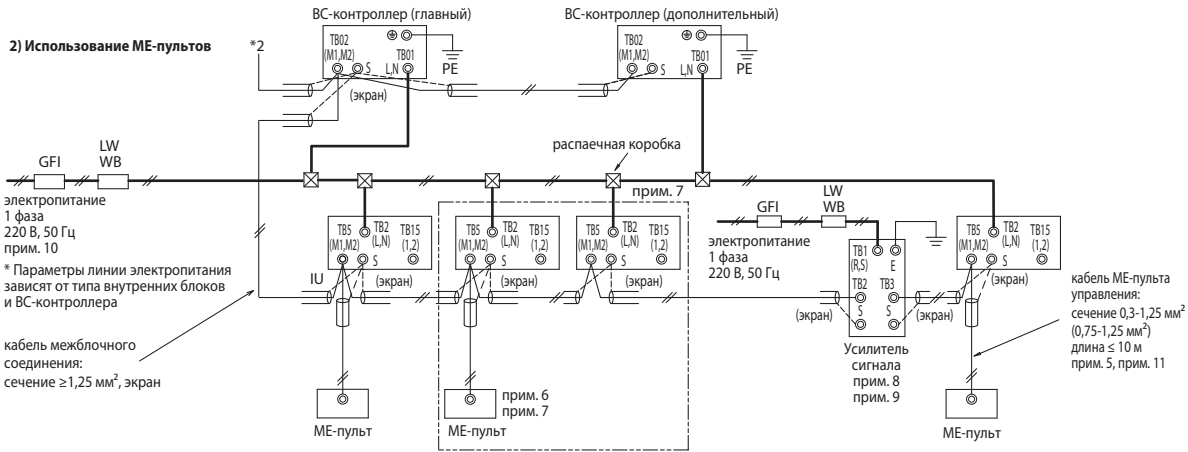 2) Использование МЕ-пультов
*2
ВС-контроллер (главный)
TB02
(M1,M2)
S
TB01
L,N
PE
(экран)
ВС-контроллер (дополнительный)
TB02
(M1,M2)
S
TB01
L,N
PE
распаечная коробка
GFI
LW
WB
электропитание
1 фаза
220 В, 50 Гц
прим. 10
* Параметры линии электропитания
зависят от типа внутренних блоков
и ВС-контроллера
кабель межблочного
соединения:
сечение ≥1,25 мм², экран
IU
TB5
(M1,M2)
TB2
(L,N)
TB15
(1,2)
S
(экран)
МЕ-пульт
TB5
(M1,M2)
TB2
(L,N)
TB15
(1,2)
S
(экран)
МЕ-пульт
прим. 6
прим. 7
прим. 7
TB5
(M1,M2)
TB2
(L,N)
TB15
(1,2)
S
(экран)
электропитание
1 фаза
220 В, 50 Гц
GFI
LW
WB
TB1
(R,S)
E
TB2
TB3
S
S
(экран)
(экран)
Усилитель
сигнала
прим. 8
прим. 9
TB5
(M1,M2)
TB2
(L,N)
TB15
(1,2)
S
(экран)
МЕ-пульт
кабель МЕ-пульта
управления:
сечение 0,3-1,25 мм²
(0,75-1,25 мм²)
длина ≤ 10 м
прим. 5, прим. 11